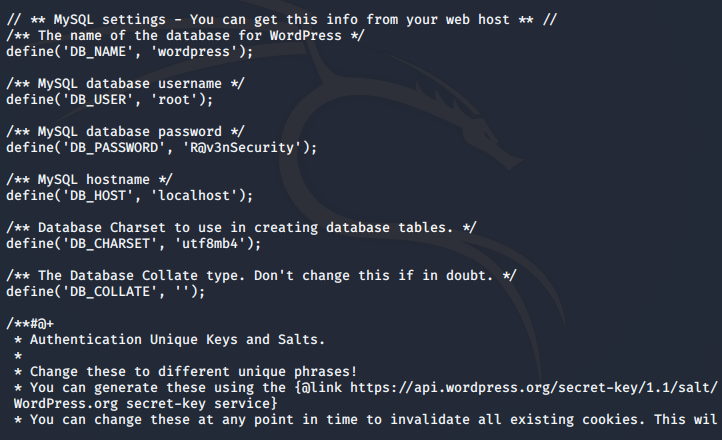 // ** MySQL settings - You can get this info from your web host ** //
/** The name of the database for WordPress */
define('DB_NAME', 'wordpress');
/** MySQL database username */
define('DB_USER', 'root');
/** MySQL database password */
define('DB_PASSWORD', 'R@v3nSecurity');
/** MySQL hostname */
define('DB_HOST', 'localhost');
/** Database Charset to use in creating database tables. */
define('DB_CHARSET', 'utf8mb4');
/** The Database Collate type. Don't change this if in doubt. */
define('DB_COLLATE', '');
/**#@+
 * Authentication Unique Keys and Salts.
 *
 * Change these to different unique phrases!
 * You can generate these using the {@link https://api.wordpress.org/secret-key/1.1/salt/
WordPress.org secret-key service}
 * You can change these at any point in time to invalidate all existing cookies. This wil